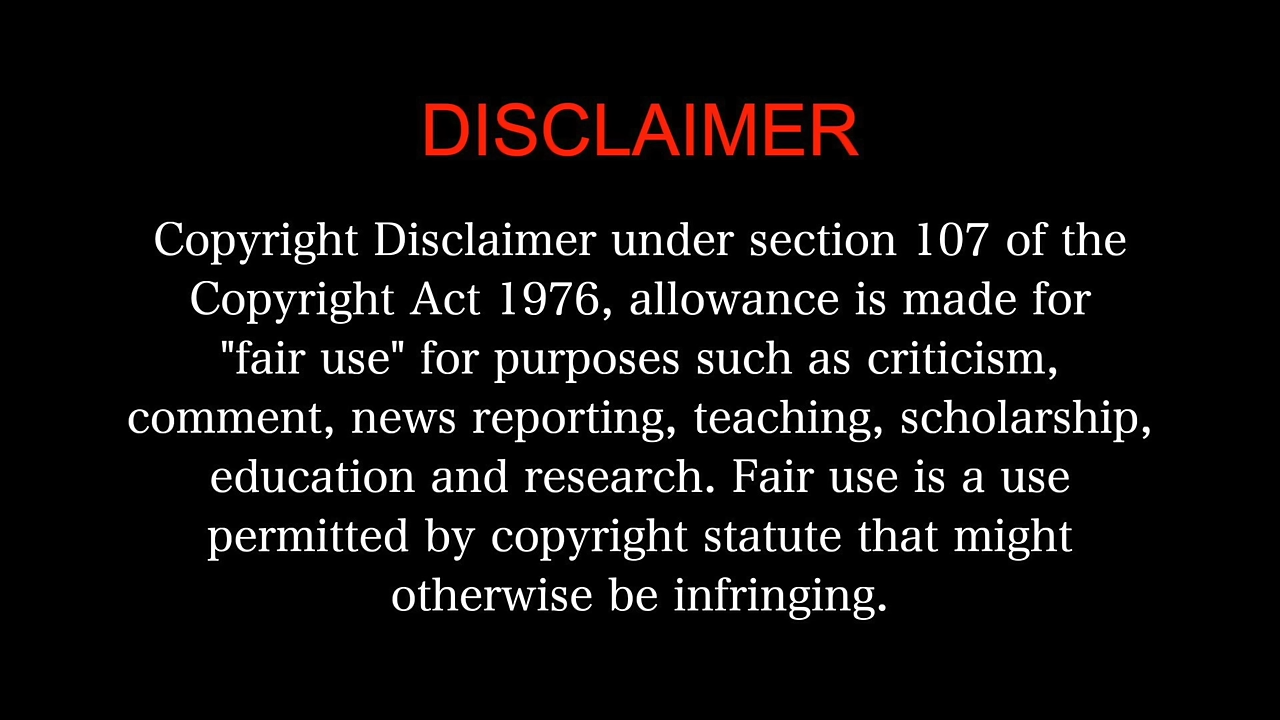 DISCLAIMER
Copyright Disclaimer under section 107 of the
Copyright Act 1976, allowance is made for
"fair use" for purposes such as criticism,
comment, news reporting, teaching, scholarship,
education and research. Fair use is a use
permitted by copyright statute that might
otherwise be infringing.